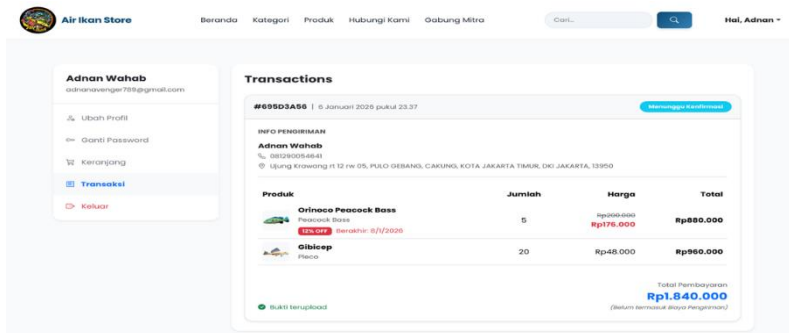 Air Ikan Store
Beranda Kategori Produk Hubungi Kami Gabung Mitra
Cari...
Hai, Adnan
Adnan Wahab
adnanavenger789@gmail.com
Ubah Profil
Ganti Password
Keranjang
Transaksi
Keluar
Transactions
#695D3A56 | 6 Januari 2026 pukul 23.37
Menunggu Konfirmasi
INFO PENGIRIMAN
Adnan Wahab
081290054641
Ujung Krawang rt 12 rw 05, PULO GEBANG, CAKUNG, KOTA JAKARTA TIMUR, DKI JAKARTA, 13950
Produk Jumlah Harga Total
Orinoco Peacock Bass
Peacock Bass
12% OFF Berakhir: 8/1/2026
5
Rp200.000
Rp176.000
Rp880.000
Gibicep
Pleco
20 Rp48.000 Rp960.000
Total Pembayaran
Rp1.840.000
(Belum termasuk Biaya Pengiriman)
Bukti terupload